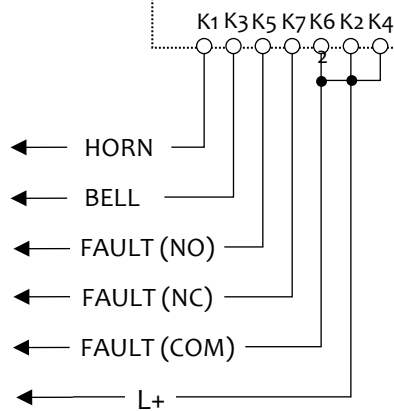 K1 K3 K5 K7 K6 K2 K4
2
HORN
BELL
FAULT (NO)
FAULT (NC)
FAULT (COM)
L+